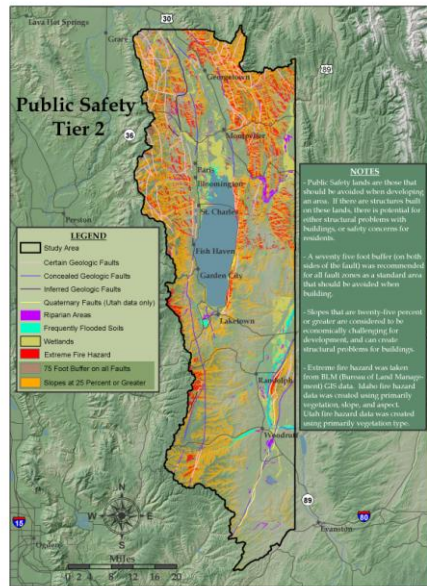 Lava Hot Springs
30
Grace
Georgetown
89
Public Safety
Tier 2
36
Montpelier
Paris
Bloomington
Preston
St. Charles
Fish Haven
Garden City
Laketown
Randolph
Woodruff
89
80
Evanston
15
Ogden
LEGEND
Study Area
Certain Geologic Faults
Concealed Geologic Faults
Inferred Geologic Faults
Quaternary Faults (Utah data only)
Riparian Areas
Frequently Flooded Soils
Wetlands
Extreme Fire Hazard
75 Foot Buffer on all Faults
Slopes at 25 Percent or Greater
NOTES
- Public Safety lands are those that
should be avoided when developing
an area. If there are structures built
on these lands, there is potential for
either structural problems with
buildings, or safety concerns for
residents.
- A seventy five foot buffer (on both
sides of the fault) was recommended
for all fault zones as a standard area
that should be avoided when
building.
- Slopes that are twenty-five percent
or greater are considered to be
economically challenging for
development, and can create
structural problems for buildings.
- Extreme fire hazard was taken
from BLM (Bureau of Land Manage-
ment) GIS data. Idaho fire hazard
data was created using primarily
vegetation, slope, and aspect.
Utah fire hazard data was created
using primarily vegetation type.
N
W
E
S
Miles
0 2 4 8 12 16 20